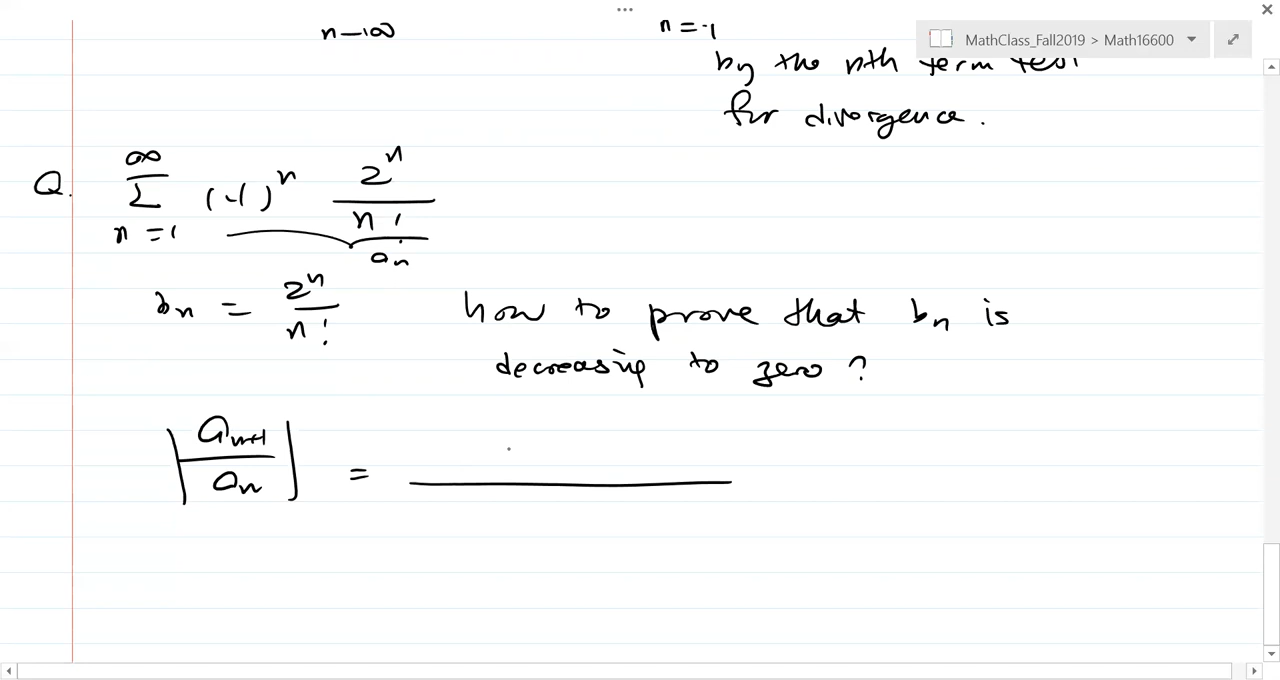 ...
MathClass_Fall2019 > Math16600
n→∞ n=1
by the nth term test
for divergence.
Q. ∞ Σ n=1 (-1)^n 2^n / n!
a_n
b_n = 2^n / n! how to prove that b_n is
decreasing to zero?
|a_{n+1} / a_n| =